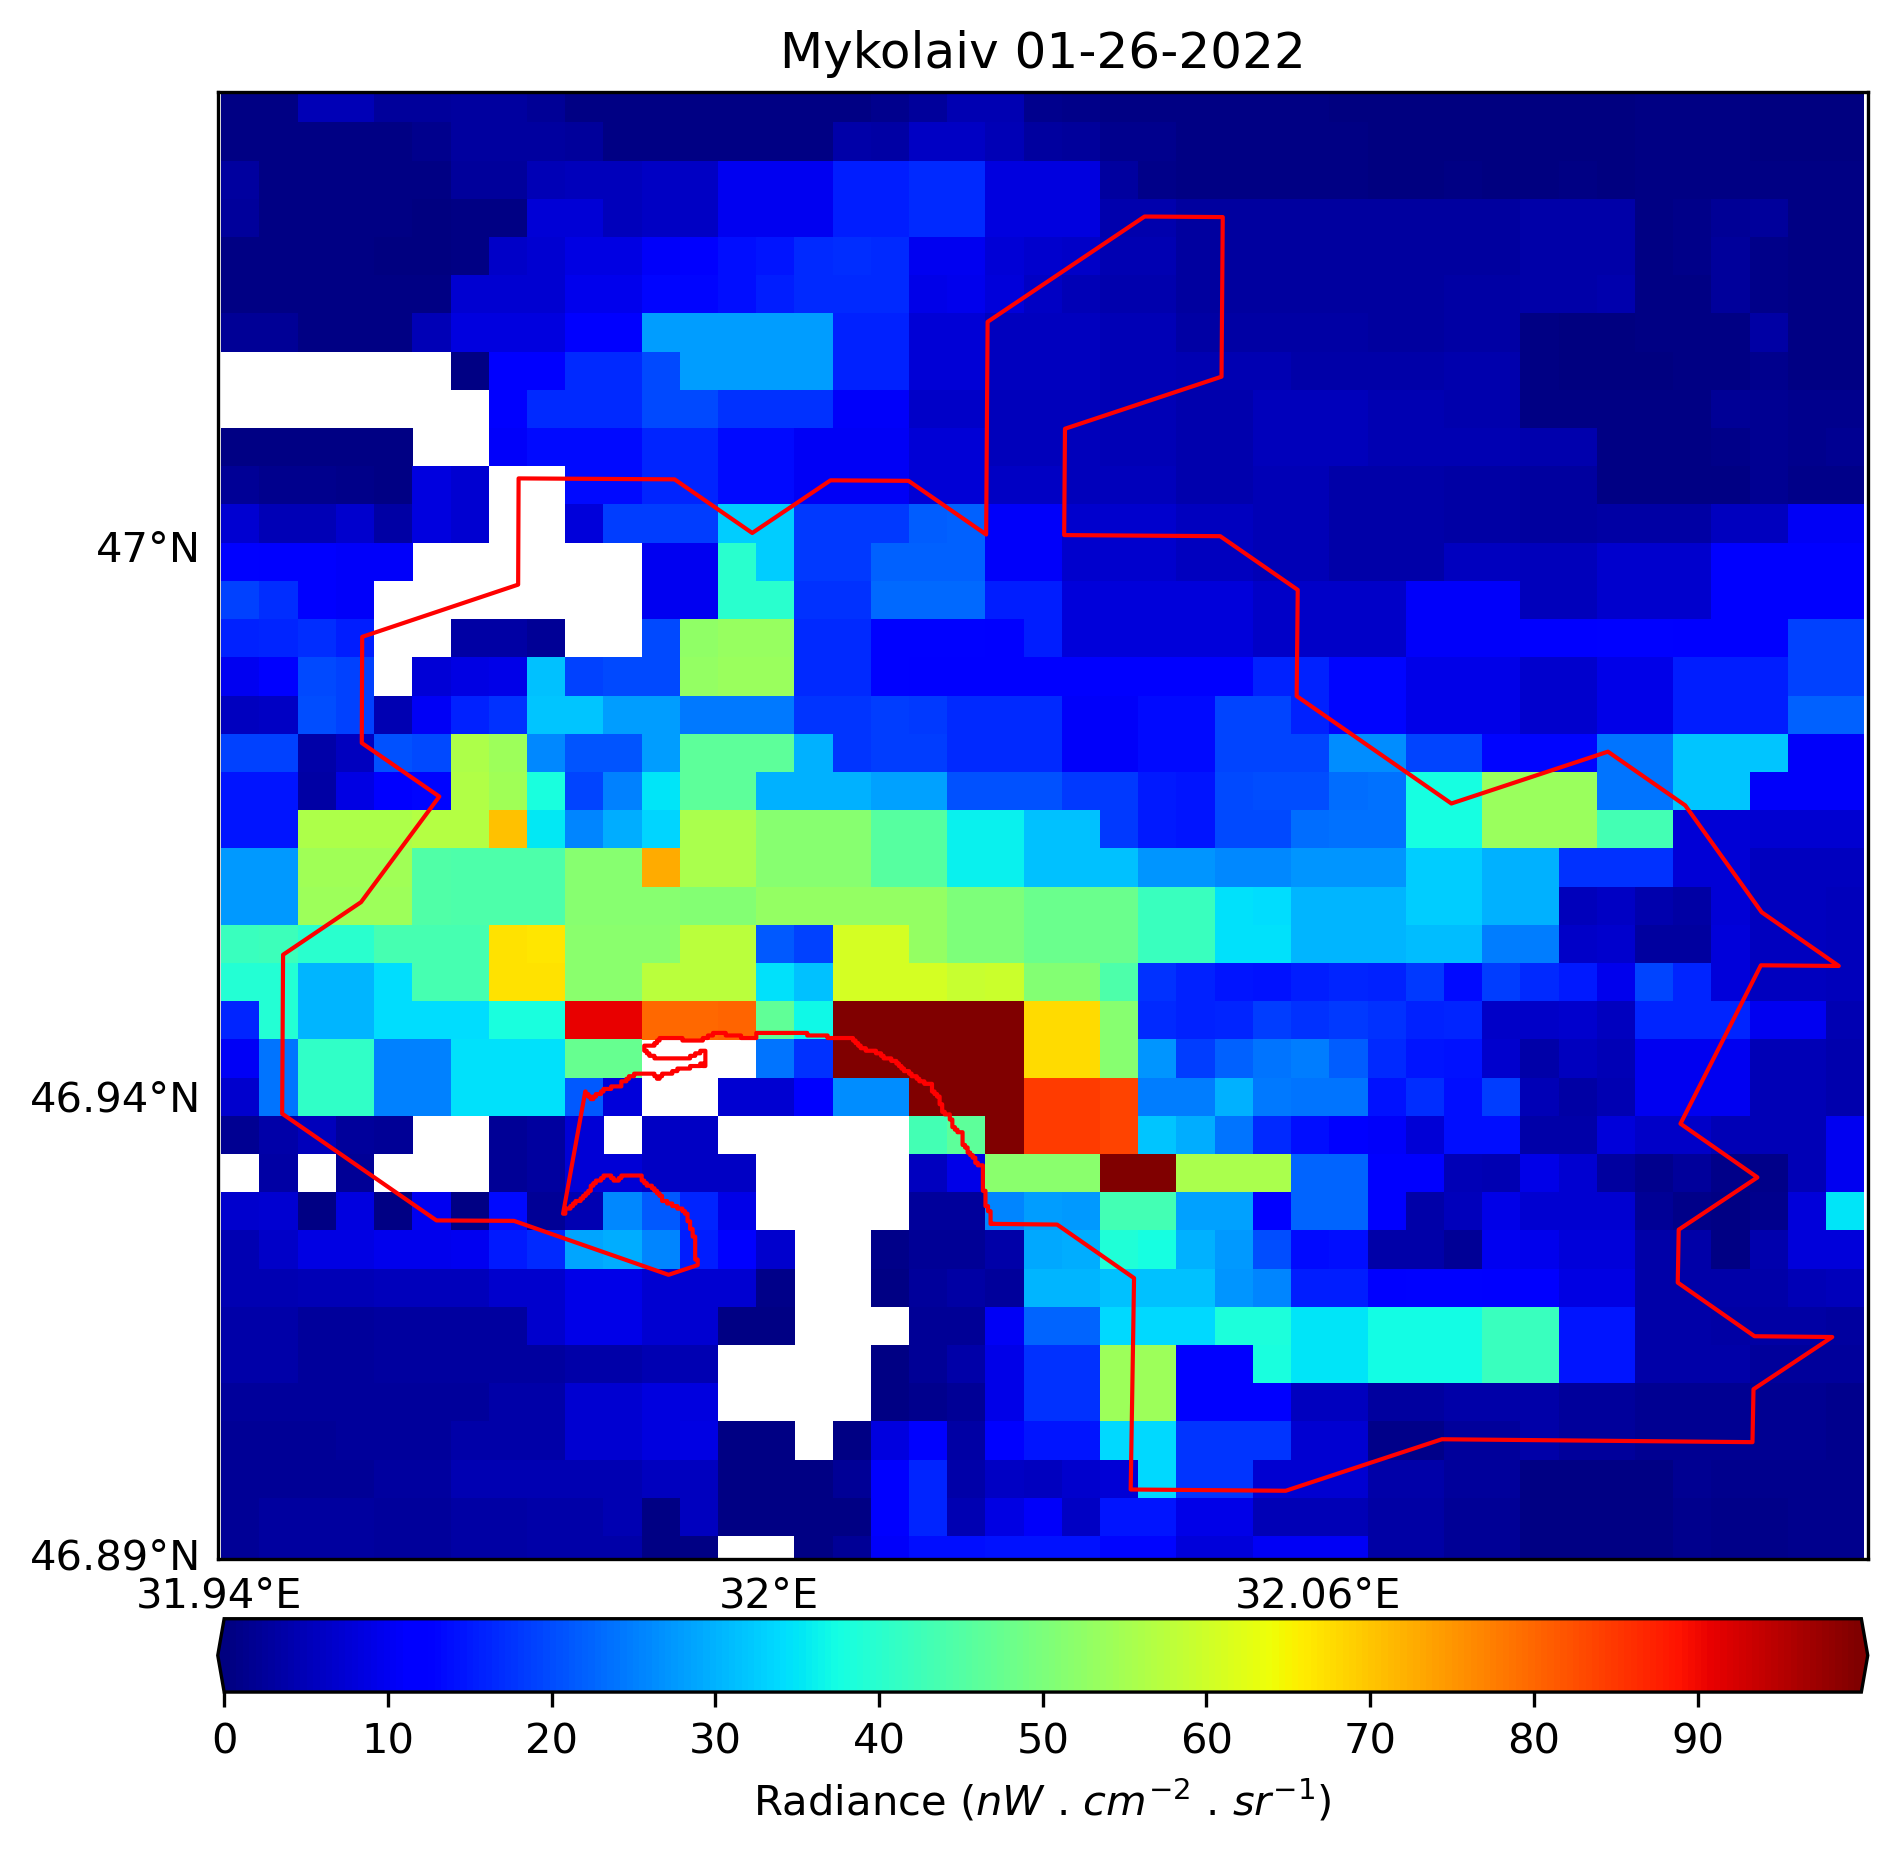 Mykolaiv 01-26-2022
47°N
46.94°N
46.89°N
31.94°E 32°E 32.06°E
0 10 20 30 40 50 60 70 80 90
Radiance (nW . cm⁻² . sr⁻¹)